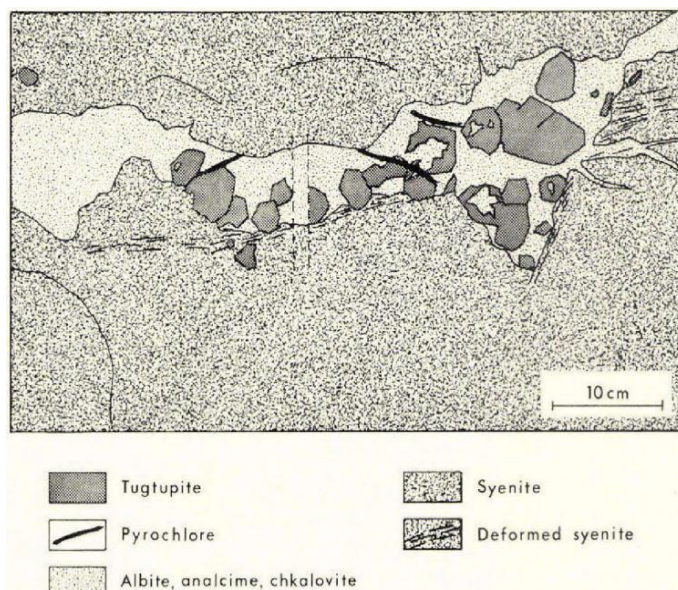 10 cm
Tugtupite
Syenite
Pyrochlore
Deformed syenite
Albite, analcime, chkalovite